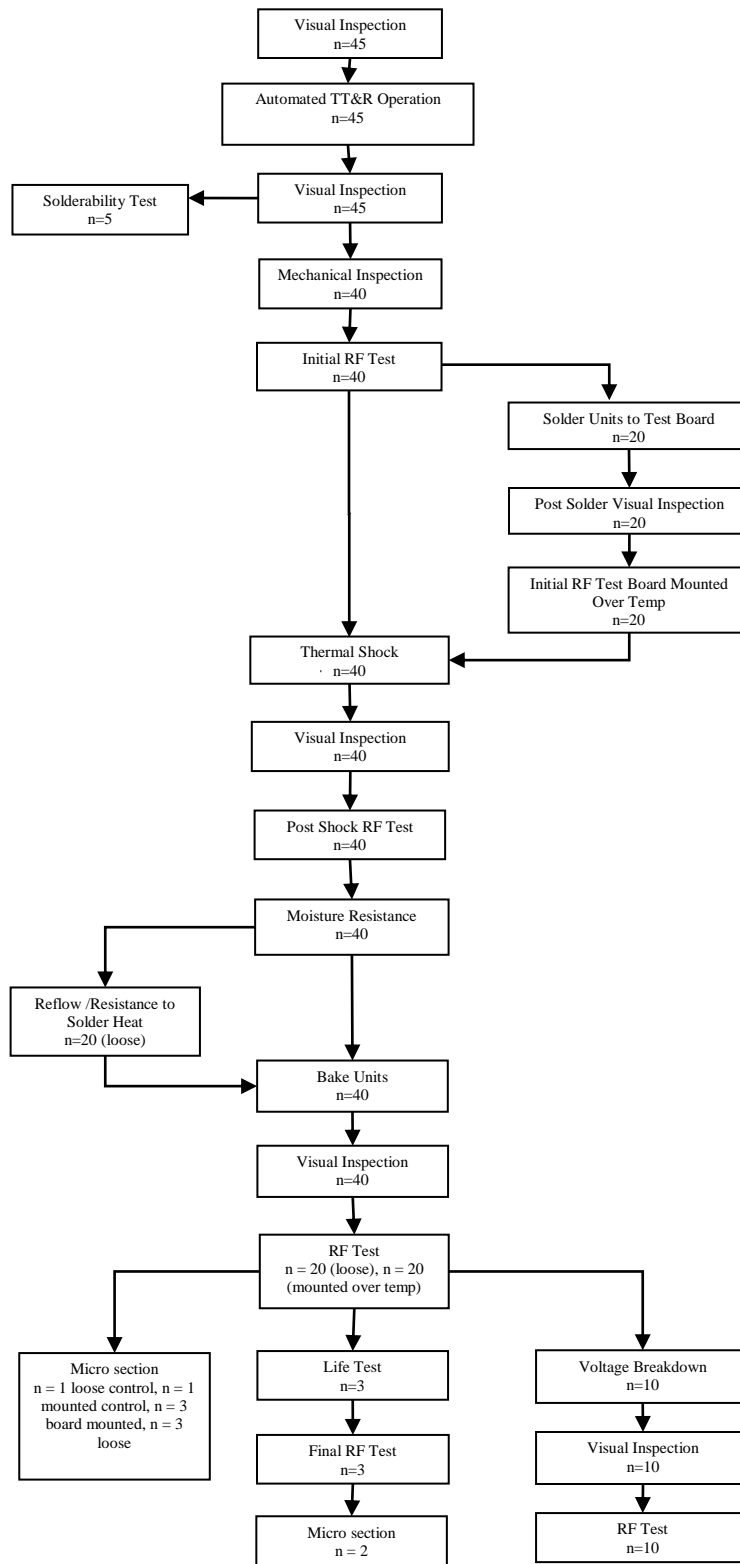 Visual Inspection
n=45
Automated TT&R Operation
n=45
Solderability Test
n=5
Visual Inspection
n=45
Mechanical Inspection
n=40
Initial RF Test
n=40
Solder Units to Test Board
n=20
Post Solder Visual Inspection
n=20
Initial RF Test Board Mounted
Over Temp
n=20
Thermal Shock
n=40
Visual Inspection
n=40
Post Shock RF Test
n=40
Moisture Resistance
n=40
Reflow /Resistance to
Solder Heat
n=20 (loose)
Bake Units
n=40
Visual Inspection
n=40
RF Test
n = 20 (loose), n = 20
(mounted over temp)
Micro section
n = 1 loose control, n = 1
mounted control, n = 3
board mounted, n = 3
loose
Life Test
n=3
Final RF Test
n=3
Micro section
n = 2
Voltage Breakdown
n=10
Visual Inspection
n=10
RF Test
n=10